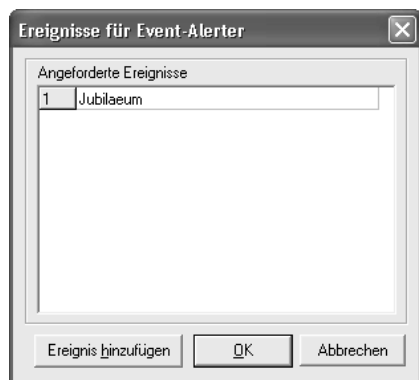 Ereignisse für Event-Alerter
Angeforderte Ereignisse
1 Jubilaeum
Ereignis hinzufügen OK Abbrechen